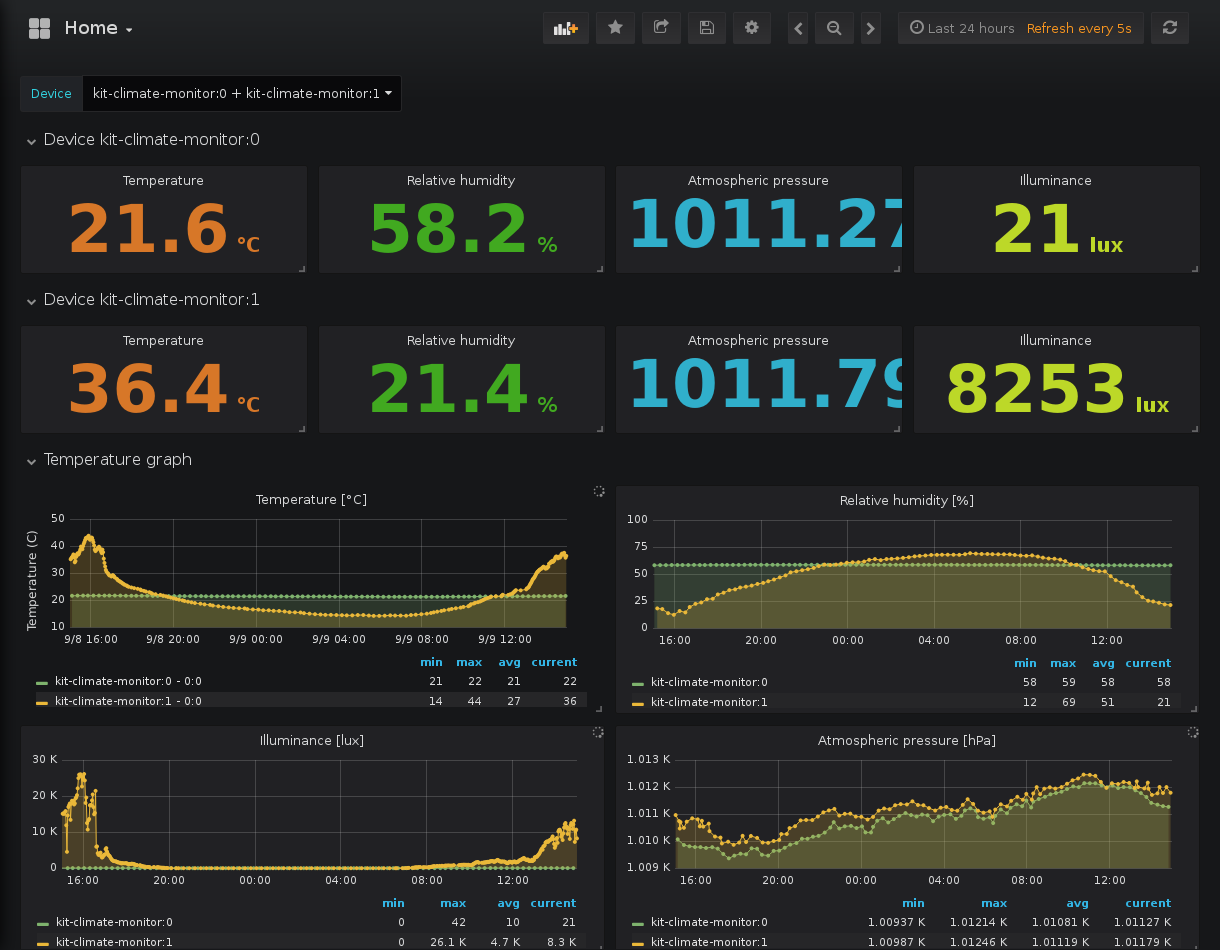 Home
Last 24 hours Refresh every 5s
Device kit-climate-monitor:0 + kit-climate-monitor:1
Device kit-climate-monitor:0
Temperature Relative humidity Atmospheric pressure Illuminance
21.6 °C 58.2 % 1011.27 21 lux
Device kit-climate-monitor:1
Temperature Relative humidity Atmospheric pressure Illuminance
36.4 °C 21.4 % 1011.79 8253 lux
Temperature graph
Temperature [°C]
Temperature (C)
50
40
30
20
10
9/8 16:00 9/8 20:00 9/9 00:00 9/9 04:00 9/9 08:00 9/9 12:00
min max avg current
kit-climate-monitor:0 - 0:0 21 22 21 22
kit-climate-monitor:1 - 0:0 14 44 27 36
Relative humidity [%]
100
75
50
25
0
16:00 20:00 00:00 04:00 08:00 12:00
min max avg current
kit-climate-monitor:0 58 59 58 58
kit-climate-monitor:1 12 69 51 21
Illuminance [lux]
30 K
20 K
10 K
0
16:00 20:00 00:00 04:00 08:00 12:00
min max avg current
kit-climate-monitor:0 0 42 10 21
kit-climate-monitor:1 0 26.1 K 4.7 K 8.3 K
Atmospheric pressure [hPa]
1.013 K
1.012 K
1.011 K
1.010 K
1.009 K
16:00 20:00 00:00 04:00 08:00 12:00
min max avg current
kit-climate-monitor:0 1.00937 K 1.01214 K 1.01081 K 1.01127 K
kit-climate-monitor:1 1.00987 K 1.01246 K 1.01119 K 1.01179 K